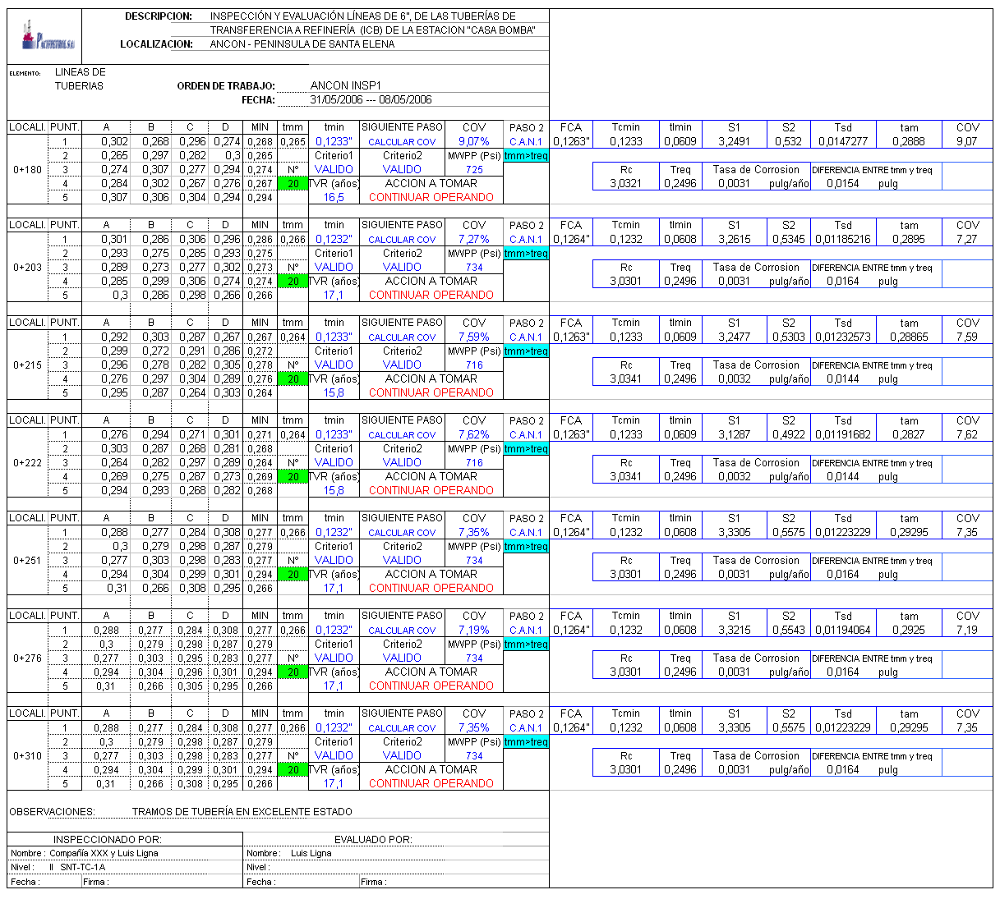 DESCRIPCION: INSPECCIÓN Y EVALUACIÓN LÍNEAS DE 6", DE LAS TUBERÍAS DE
TRANSFERENCIA A REFINERÍA (ICB) DE LA ESTACION "CASA BOMBA"
PACIFPETROL S.A
LOCALIZACION: ANCON - PENINSULA DE SANTA ELENA
ELEMENTO: LINEAS DE
TUBERIAS ORDEN DE TRABAJO: ANCON INSP1
FECHA: 31/05/2006 --- 08/05/2006
LOCALI. PUNT. A B C D MIN tmm tmin SIGUIENTE PASO COV PASO 2 FCA Tcmin tlmin S1 S2 Tsd tam COV
1 0,302 0,268 0,296 0,274 0,268 0,265 0,1233" CALCULAR COV 9,07% C.A.N.1 0,1263" 0,1233 0,0609 3,2491 0,532 0,0147277 0,2888 9,07
2 0,265 0,297 0,282 0,3 0,265 Criterio1 Criterio2 MWPP (Psi) tmm>treq
0+180 3 0,274 0,307 0,277 0,294 0,274 Nº VALIDO VALIDO 725 Rc Treq Tasa de Corrosion DIFERENCIA ENTRE tmm y treq
4 0,284 0,302 0,267 0,276 0,267 20 TVR (años) ACCION A TOMAR 3,0321 0,2496 0,0031 pulg/año 0,0154 pulg
5 0,307 0,306 0,304 0,294 0,294 16,5 CONTINUAR OPERANDO
LOCALI. PUNT. A B C D MIN tmm tmin SIGUIENTE PASO COV PASO 2 FCA Tcmin tlmin S1 S2 Tsd tam COV
1 0,301 0,286 0,306 0,296 0,286 0,266 0,1232" CALCULAR COV 7,27% C.A.N.1 0,1264" 0,1232 0,0608 3,2615 0,5345 0,01185216 0,2895 7,27
2 0,293 0,275 0,285 0,293 0,275 Criterio1 Criterio2 MWPP (Psi) tmm>treq
0+203 3 0,289 0,273 0,277 0,302 0,273 Nº VALIDO VALIDO 734 Rc Treq Tasa de Corrosion DIFERENCIA ENTRE tmm y treq
4 0,285 0,299 0,306 0,274 0,274 20 TVR (años) ACCION A TOMAR 3,0301 0,2496 0,0031 pulg/año 0,0164 pulg
5 0,3 0,286 0,298 0,266 0,266 17,1 CONTINUAR OPERANDO
LOCALI. PUNT. A B C D MIN tmm tmin SIGUIENTE PASO COV PASO 2 FCA Tcmin tlmin S1 S2 Tsd tam COV
1 0,292 0,303 0,287 0,267 0,267 0,264 0,1233" CALCULAR COV 7,59% C.A.N.1 0,1263" 0,1233 0,0609 3,2477 0,5303 0,01232573 0,28865 7,59
2 0,299 0,272 0,291 0,286 0,272 Criterio1 Criterio2 MWPP (Psi) tmm>treq
0+215 3 0,296 0,278 0,282 0,305 0,278 Nº VALIDO VALIDO 716 Rc Treq Tasa de Corrosion DIFERENCIA ENTRE tmm y treq
4 0,276 0,297 0,304 0,289 0,276 20 TVR (años) ACCION A TOMAR 3,0341 0,2496 0,0032 pulg/año 0,0144 pulg
5 0,295 0,287 0,264 0,303 0,264 15,8 CONTINUAR OPERANDO
LOCALI. PUNT. A B C D MIN tmm tmin SIGUIENTE PASO COV PASO 2 FCA Tcmin tlmin S1 S2 Tsd tam COV
1 0,276 0,294 0,271 0,301 0,271 0,264 0,1233" CALCULAR COV 7,62% C.A.N.1 0,1263" 0,1233 0,0609 3,1287 0,4922 0,01191682 0,2827 7,62
2 0,303 0,287 0,268 0,281 0,268 Criterio1 Criterio2 MWPP (Psi) tmm>treq
0+222 3 0,264 0,282 0,297 0,289 0,264 Nº VALIDO VALIDO 716 Rc Treq Tasa de Corrosion DIFERENCIA ENTRE tmm y treq
4 0,269 0,275 0,287 0,273 0,269 20 TVR (años) ACCION A TOMAR 3,0341 0,2496 0,0032 pulg/año 0,0144 pulg
5 0,294 0,293 0,268 0,282 0,268 15,8 CONTINUAR OPERANDO
LOCALI. PUNT. A B C D MIN tmm tmin SIGUIENTE PASO COV PASO 2 FCA Tcmin tlmin S1 S2 Tsd tam COV
1 0,288 0,277 0,284 0,308 0,277 0,266 0,1232" CALCULAR COV 7,35% C.A.N.1 0,1264" 0,1232 0,0608 3,3305 0,5575 0,01223229 0,29295 7,35
2 0,3 0,279 0,298 0,287 0,279 Criterio1 Criterio2 MWPP (Psi) tmm>treq
0+251 3 0,277 0,303 0,298 0,283 0,277 Nº VALIDO VALIDO 734 Rc Treq Tasa de Corrosion DIFERENCIA ENTRE tmm y treq
4 0,294 0,304 0,299 0,301 0,294 20 TVR (años) ACCION A TOMAR 3,0301 0,2496 0,0031 pulg/año 0,0164 pulg
5 0,31 0,266 0,308 0,295 0,266 17,1 CONTINUAR OPERANDO
LOCALI. PUNT. A B C D MIN tmm tmin SIGUIENTE PASO COV PASO 2 FCA Tcmin tlmin S1 S2 Tsd tam COV
1 0,288 0,277 0,284 0,308 0,277 0,266 0,1232" CALCULAR COV 7,19% C.A.N.1 0,1264" 0,1232 0,0608 3,3215 0,5543 0,01194064 0,2925 7,19
2 0,3 0,279 0,298 0,287 0,279 Criterio1 Criterio2 MWPP (Psi) tmm>treq
0+276 3 0,277 0,303 0,295 0,283 0,277 Nº VALIDO VALIDO 734 Rc Treq Tasa de Corrosion DIFERENCIA ENTRE tmm y treq
4 0,294 0,304 0,296 0,301 0,294 20 TVR (años) ACCION A TOMAR 3,0301 0,2496 0,0031 pulg/año 0,0164 pulg
5 0,31 0,266 0,305 0,295 0,266 17,1 CONTINUAR OPERANDO
LOCALI. PUNT. A B C D MIN tmm tmin SIGUIENTE PASO COV PASO 2 FCA Tcmin tlmin S1 S2 Tsd tam COV
1 0,288 0,277 0,284 0,308 0,277 0,266 0,1232" CALCULAR COV 7,35% C.A.N.1 0,1264" 0,1232 0,0608 3,3305 0,5575 0,01223229 0,29295 7,35
2 0,3 0,279 0,298 0,287 0,279 Criterio1 Criterio2 MWPP (Psi) tmm>treq
0+310 3 0,277 0,303 0,298 0,283 0,277 Nº VALIDO VALIDO 734 Rc Treq Tasa de Corrosion DIFERENCIA ENTRE tmm y treq
4 0,294 0,304 0,299 0,301 0,294 20 TVR (años) ACCION A TOMAR 3,0301 0,2496 0,0031 pulg/año 0,0164 pulg
5 0,31 0,266 0,308 0,295 0,266 17,1 CONTINUAR OPERANDO
OBSERVACIONES: TRAMOS DE TUBERÍA EN EXCELENTE ESTADO
INSPECCIONADO POR: EVALUADO POR:
Nombre : Compañía XXX y Luis Ligna Nombre : Luis Ligna
Nivel : II SNT-TC-1A Nivel :
Fecha : Firma : Fecha : Firma :